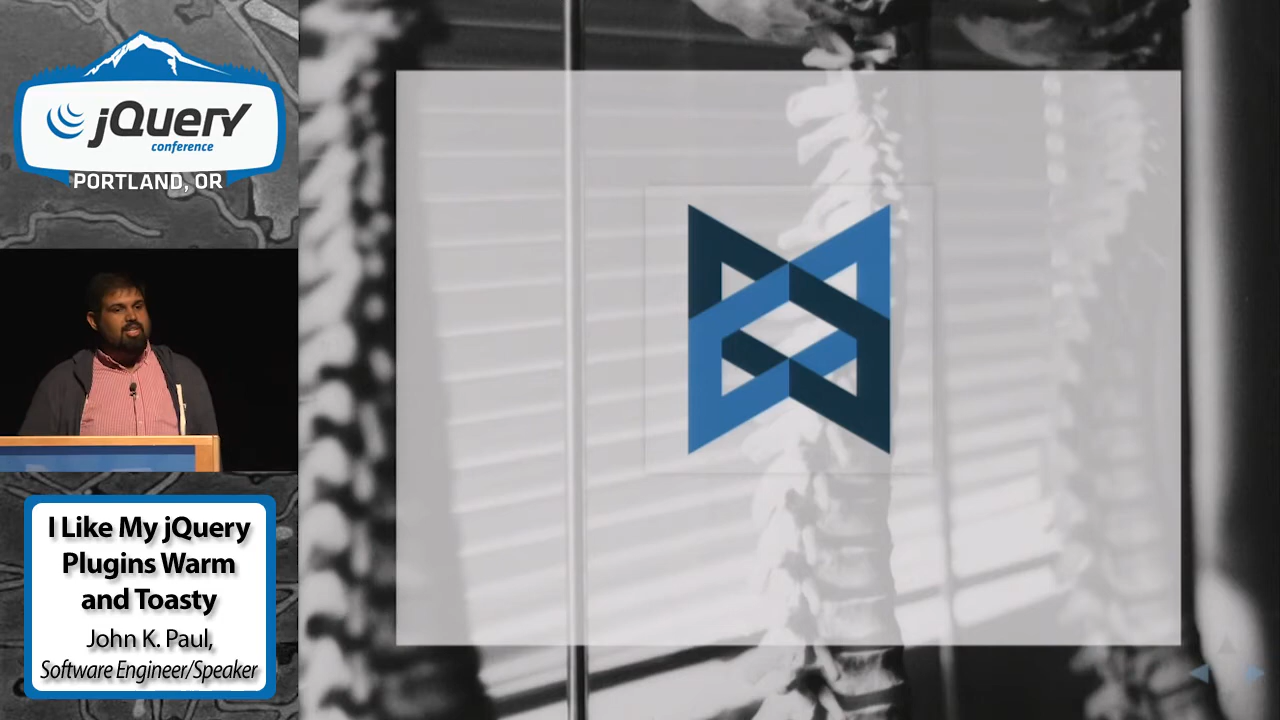 jQuery
conference
PORTLAND, OR
I Like My jQuery
Plugins Warm
and Toasty
John K. Paul,
Software Engineer/Speaker